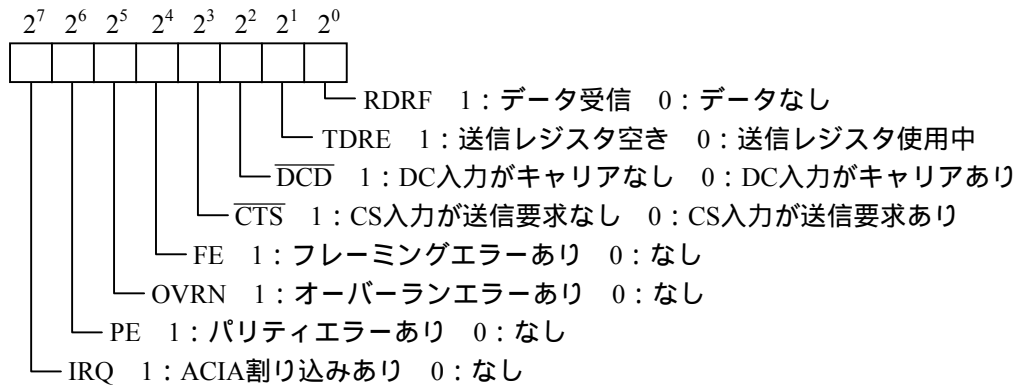 2⁷ 2⁶ 2⁵ 2⁴ 2³ 2² 2¹ 2⁰
RDRF 1：データ受信 0：データなし
TDRE 1：送信レジスタ空き 0：送信レジスタ使用中
D̅C̅D̅ 1：DC入力がキャリアなし 0：DC入力がキャリアあり
C̅T̅S̅ 1：CS入力が送信要求なし 0：CS入力が送信要求あり
FE 1：フレーミングエラーあり 0：なし
OVRN 1：オーバーランエラーあり 0：なし
PE 1：パリティエラーあり 0：なし
IRQ 1：ACIA割り込みあり 0：なし